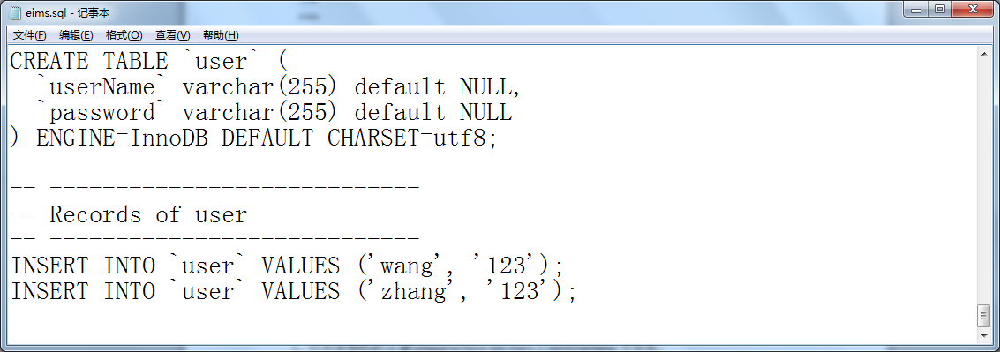 eims.sql - 记事本
文件(F) 编辑(E) 格式(O) 查看(V) 帮助(H)
CREATE TABLE `user` (
  `userName` varchar(255) default NULL,
  `password` varchar(255) default NULL
) ENGINE=InnoDB DEFAULT CHARSET=utf8;
-- ----------------------------
-- Records of user
-- ----------------------------
INSERT INTO `user` VALUES ('wang', '123');
INSERT INTO `user` VALUES ('zhang', '123');